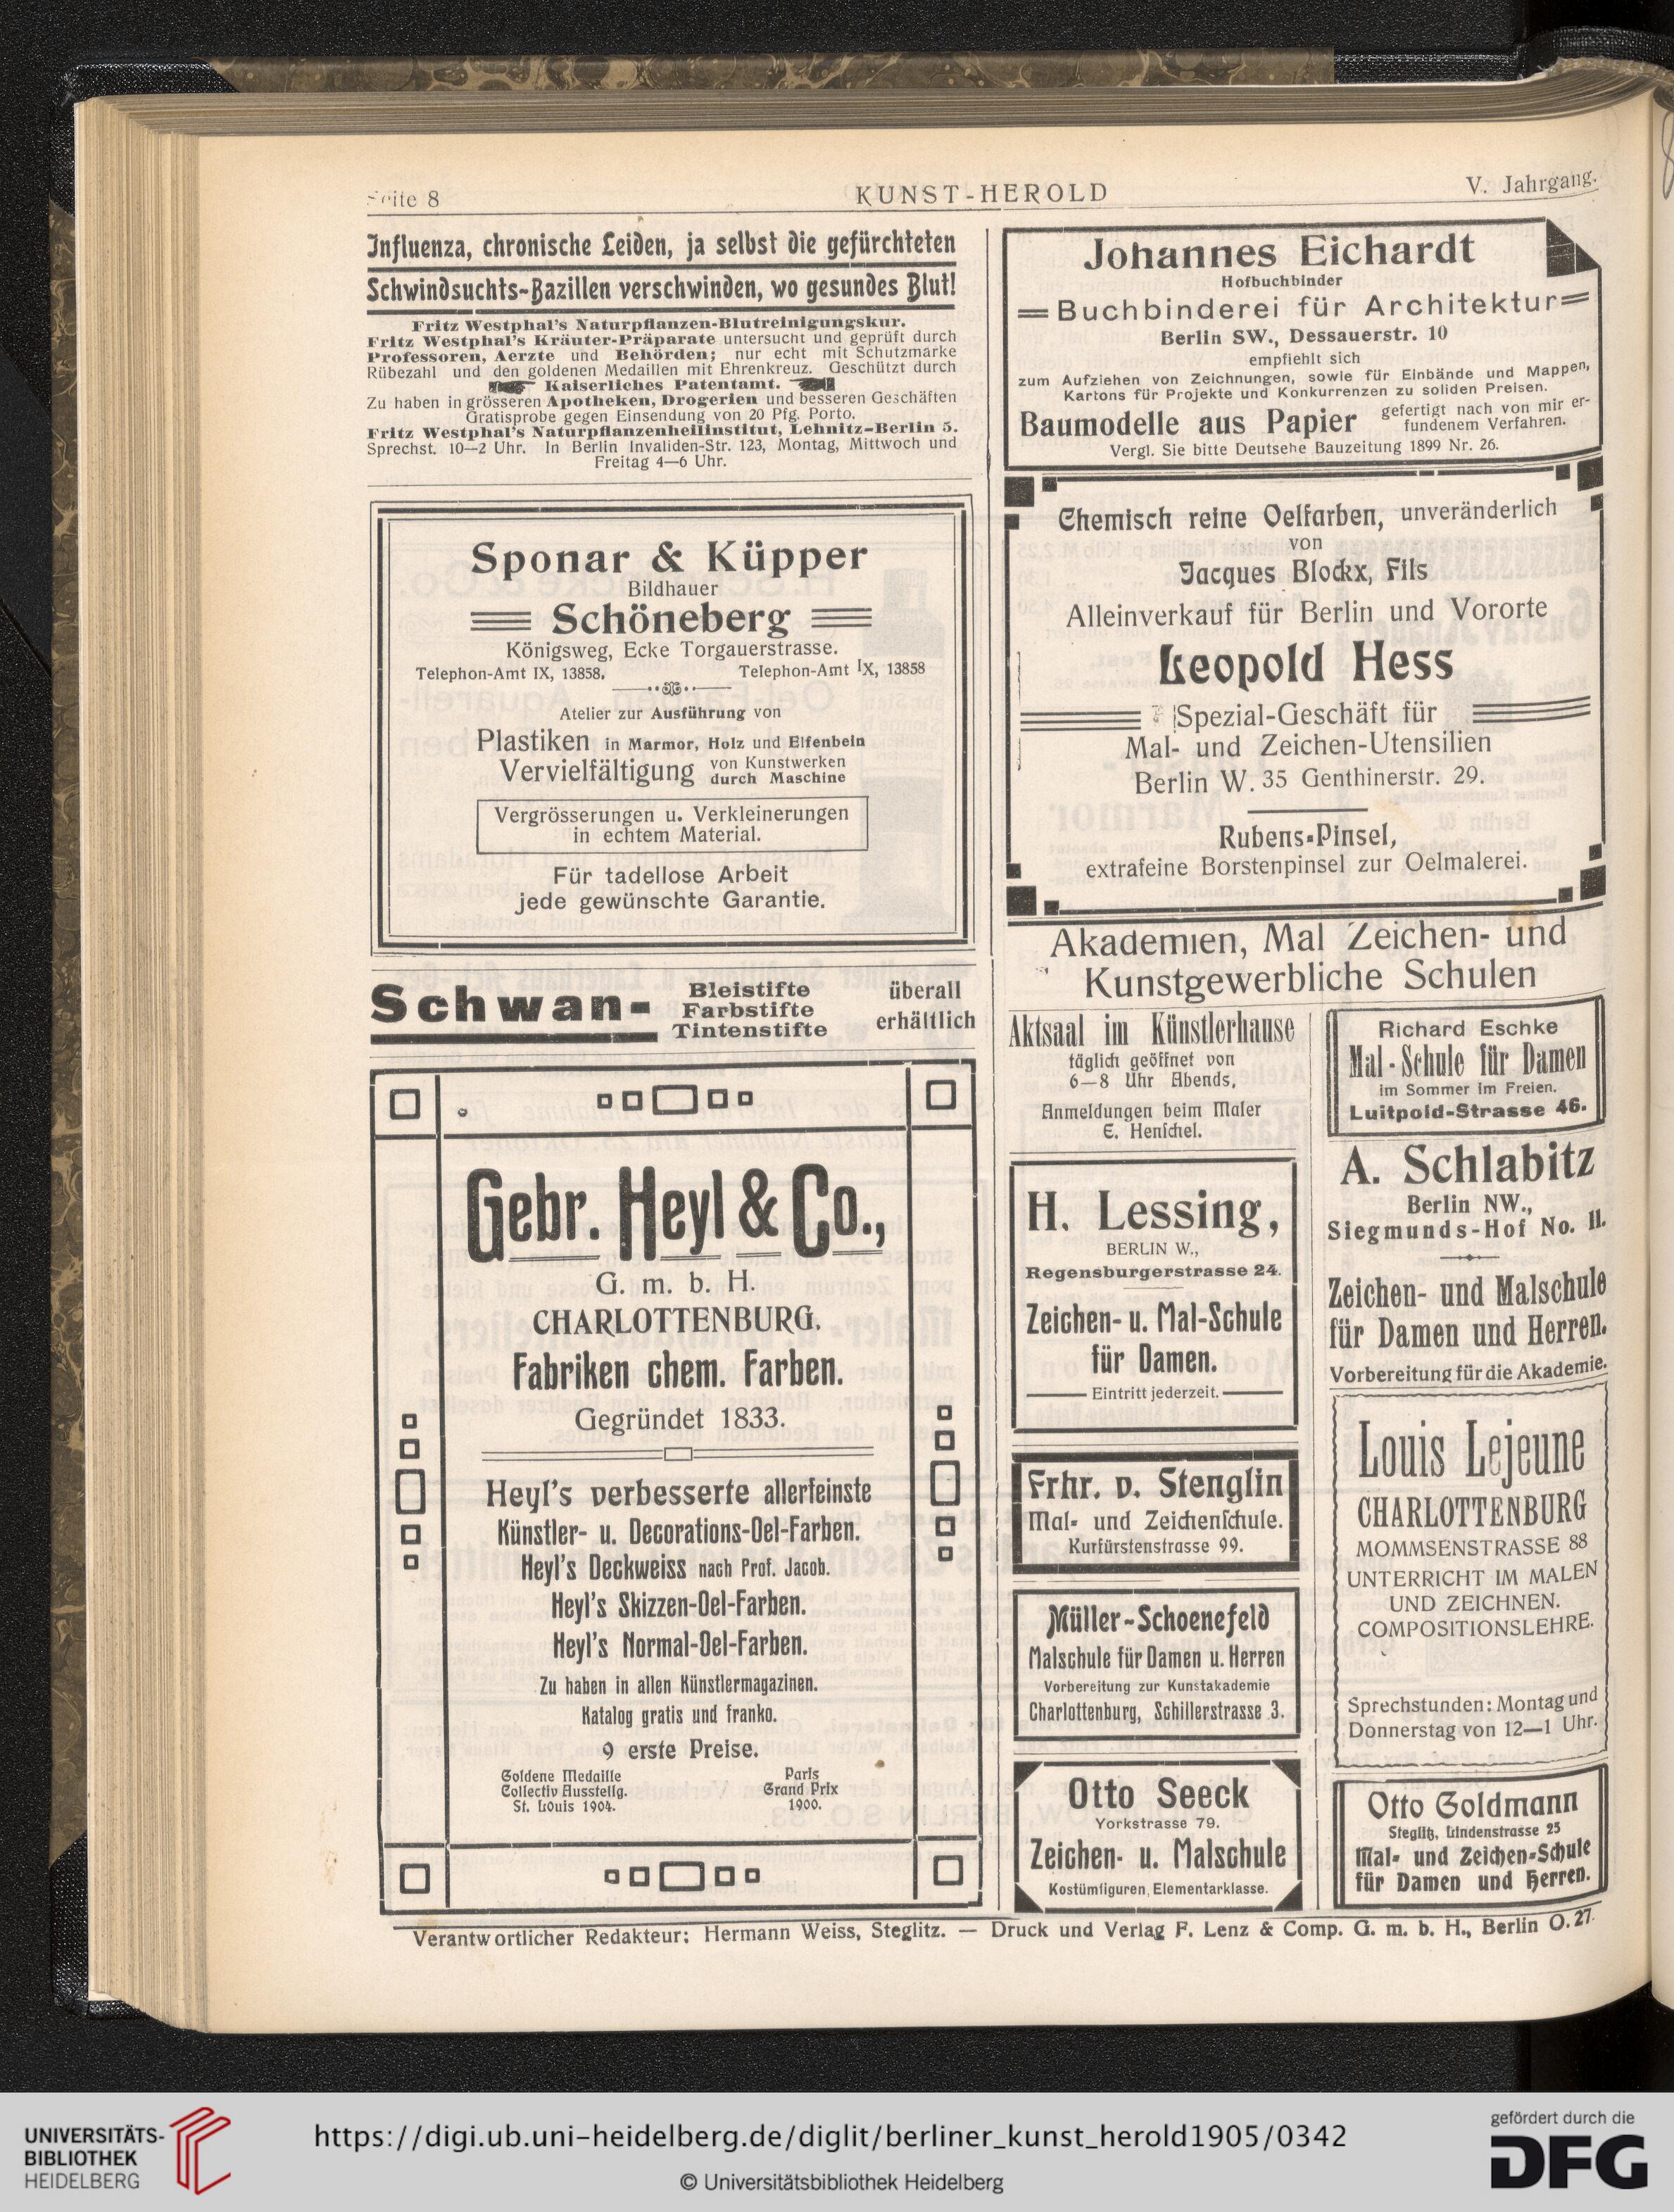 Seite 8
KUNST-HEROLD
V. Jahrgang.
Influenza, chronische Leiden, ja selbst die gefürchteten
Schwindsuchts-Bazillen verschwinden, wo gesundes Blut!
Fritz Westphal's Naturpflanzen-Blutreinigungskur.
Fritz Westphal's Kräuter-Präparate untersucht und geprüft durch
Professoren, Aerzte und Behörden; nur echt mit Schutzmarke
Rübezahl und den goldenen Medaillen mit Ehrenkreuz. Geschützt durch
Kaiserliches Patentamt.
Zu haben in grösseren Apotheken, Drogerien und besseren Geschäften
Gratisprobe gegen Einsendung von 20 Pfg. Porto.
Fritz Westphal's Naturpflanzenheilinstitut, Lehnitz-Berlin 5.
Sprechst. 10—2 Uhr. In Berlin Invaliden-Str. 123, Montag, Mittwoch und
Freitag 4—6 Uhr.
Sponar & Küpper
Bildhauer
Schöneberg
Königsweg, Ecke Torgauerstrasse.
Telephon-Amt IX, 13858. Telephon-Amt IX, 13858
Atelier zur Ausführung von
Plastiken in Marmor, Holz und Elfenbein
Vervielfältigung von Kunstwerken
durch Maschine
Vergrösserungen u. Verkleinerungen
in echtem Material.
Für tadellose Arbeit
jede gewünschte Garantie.
Schwan-
Bleistifte
Farbstifte
Tintenstifte
überall
erhältlich
Gebr. Heyl & Co.,
G. m. b. H.
CHARLOTTENBURG.
Fabriken chem. Farben.
Gegründet 1833.
Heyl's verbesserte allerfeinste
Künstler- u. Decorations-Oel-Farben.
Heyl's Deckweiss nach Prof. Jacob.
Heyl's Skizzen-Oel-Farben.
Heyl's Normal-Oel-Farben.
Zu haben in allen Künstlermagazinen.
Katalog gratis und franko.
9 erste Preise.
Goldene Medaille
Collectiv Ausstellg.
St. Louis 1904.
Paris
Grand Prix
1900.
Johannes Eichardt
Hofbuchbinder
Buchbinderei für Architektur
Berlin SW., Dessauerstr. 10
empfiehlt sich
zum Aufziehen von Zeichnungen, sowie für Einbände und Mappen,
Kartons für Projekte und Konkurrenzen zu soliden Preisen.
Baumodelle aus Papier gefertigt nach von mir er-
fundenem Verfahren.
Vergl. Sie bitte Deutsehe Bauzeitung 1899 Nr. 26.
Chemisch reine Oelfarben, unveränderlich
von
Jacques Blockx, Fils
Alleinverkauf für Berlin und Vororte
Leopold Hess
Spezial-Geschäft für
Mal- und Zeichen-Utensilien
Berlin W. 35 Genthinerstr. 29.
Rubens-Pinsel,
extrafeine Borstenpinsel zur Oelmalerei.
Akademien, Mal Zeichen- und
Kunstgewerbliche Schulen
Aktsaal im Künstlerhause
täglich geöffnet von
6—8 Uhr Abends,
Anmeldungen beim Maler
E. Henschel.
H. Lessing,
BERLIN W.,
Regensburgerstrasse 24.
Zeichen- u. Mal-Schule
für Damen.
Eintritt jederzeit.
Frhr. v. Stenglin
Mal- und Zeichenschule.
Kurfürstenstrasse 99.
Müller-Schoenefeld
Malschule für Damen u. Herren
Vorbereitung zur Kunstakademie
Charlottenburg, Schillerstrasse 3.
Otto Seeck
Yorkstrasse 79.
Zeichen- u. Malschule
Kostümfiguren, Elementarklasse.
Richard Eschke
Mal-Schule für Damen
im Sommer im Freien.
Luitpold-Strasse 46.
A. Schlabitz
Berlin NW.,
Siegmunds-Hof No. 11.
Zeichen- und Malschule
für Damen und Herren.
Vorbereitung für die Akademie.
Louis Lejeune
CHARLOTTENBURG
MOMMSENSTRASSE 88
UNTERRICHT IM MALEN
UND ZEICHNEN.
COMPOSITIONSLEHRE.
Sprechstunden: Montag und
Donnerstag von 12—1 Uhr.
Otto Goldmann
Steglitz, Lindenstrasse 25
Mal- und Zeichen-Schule
für Damen und Herren.
Verantwortlicher Redakteur: Hermann Weiss, Steglitz. — Druck und Verlag F. Lenz & Comp. G. m. b. H., Berlin O. 27.
UNIVERSITÄTS-
BIBLIOTHEK
HEIDELBERG
https://digi.ub.uni-heidelberg.de/diglit/berliner_kunst_herold1905/0342
© Universitätsbibliothek Heidelberg
gefördert durch die
DFG